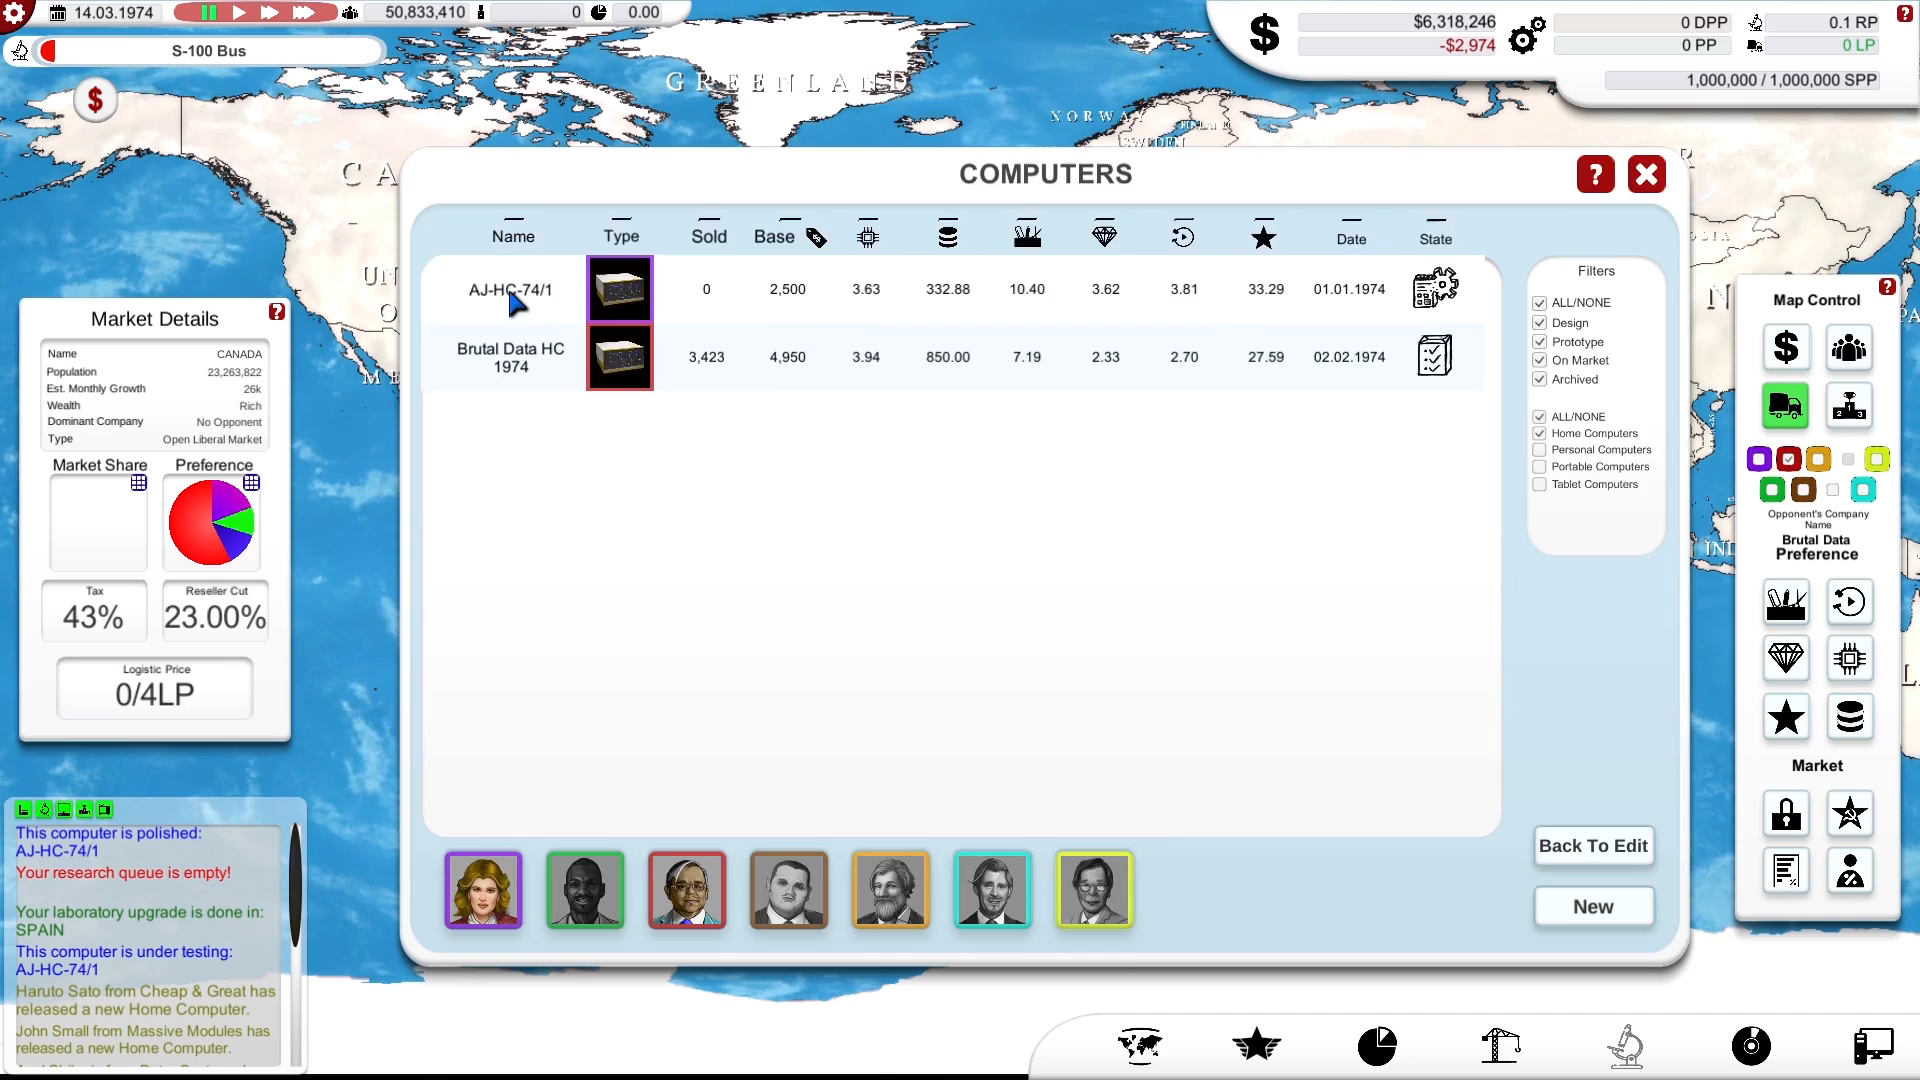 14.03.1974
50,833,410
0
0.00
S-100 Bus
$6,318,246
-$2,974
0 DPP
0 PP
0.1 RP
0 LP
1,000,000 / 1,000,000 SPP
?
$
GREENLAND
NORWAY
SWEDEN
C A
COMPUTERS
?
Name
Type
Sold
Base
Date
State
AJ-HC-74/1
0
2,500
3.63
332.88
10.40
3.62
3.81
33.29
01.01.1974
Brutal Data HC
1974
3,423
4,950
3.94
850.00
7.19
2.33
2.70
27.59
02.02.1974
Filters
ALL/NONE
Design
Prototype
On Market
Archived
ALL/NONE
Home Computers
Personal Computers
Portable Computers
Tablet Computers
Back To Edit
New
Market Details
?
Name CANADA
Population 23,263,822
Est. Monthly Growth 26k
Wealth Rich
Dominant Company No Opponent
Type Open Liberal Market
Market Share
Preference
Tax
43%
Reseller Cut
23.00%
Logistic Price
0/4LP
This computer is polished:
AJ-HC-74/1
Your research queue is empty!
Your laboratory upgrade is done in:
SPAIN
This computer is under testing:
AJ-HC-74/1
Haruto Sato from Cheap & Great has
released a new Home Computer.
John Small from Massive Modules has
released a new Home Computer.
Map Control
?
$
Opponent's Company
Name
Brutal Data
Preference
Market